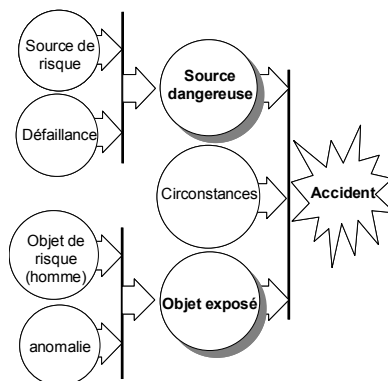 Source de
risque
Défaillance
Source
dangereuse
Circonstances
Accident
Objet de
risque
(homme)
anomalie
Objet exposé